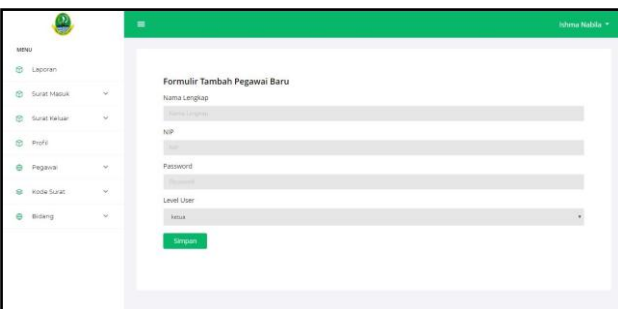 Ishma Nabila
MENU
Laporan
Surat Masuk
Surat Keluar
Profil
Pegawai
Kode Surat
Bidang
Formulir Tambah Pegawai Baru
Nama Lengkap
Nama Lengkap
NIP
NIP
Password
Password
Level User
Ketua
Simpan